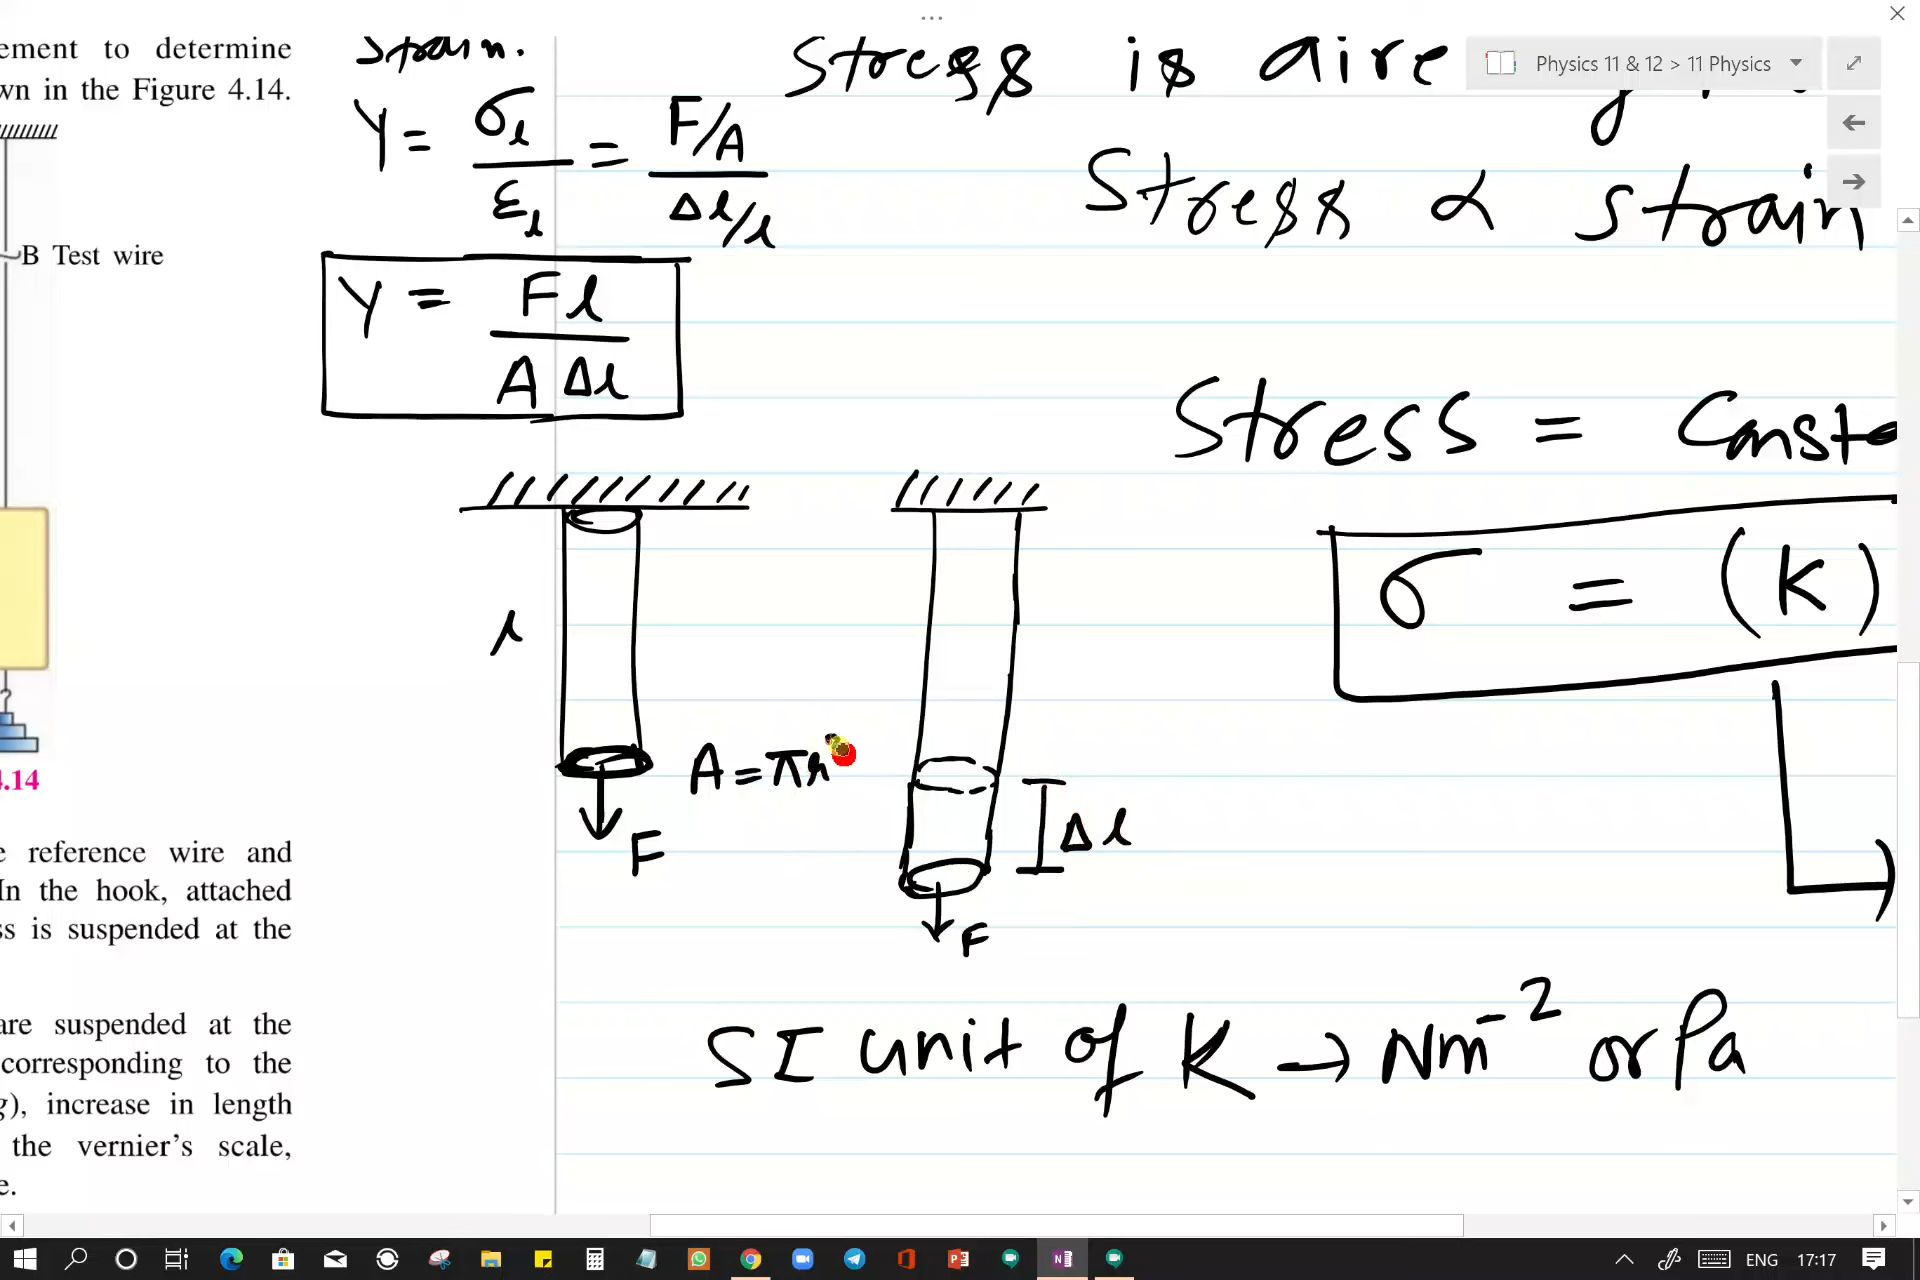 ement to determine
wn in the Figure 4.14.
B Test wire
?
4.14
e reference wire and
In the hook, attached
ss is suspended at the
are suspended at the
corresponding to the
g), increase in length
the vernier’s scale,
e.
strain.
Y = σl / εl = F/A / Δl/l
Y = Fl / A Δl
l
F
A = πr
Δl
F
Stress is dire
Stress α strain
Stress = Consta
σ = (K)
SI unit of K → Nm⁻² or Pa
Physics 11 & 12 > 11 Physics
ENG 17:17